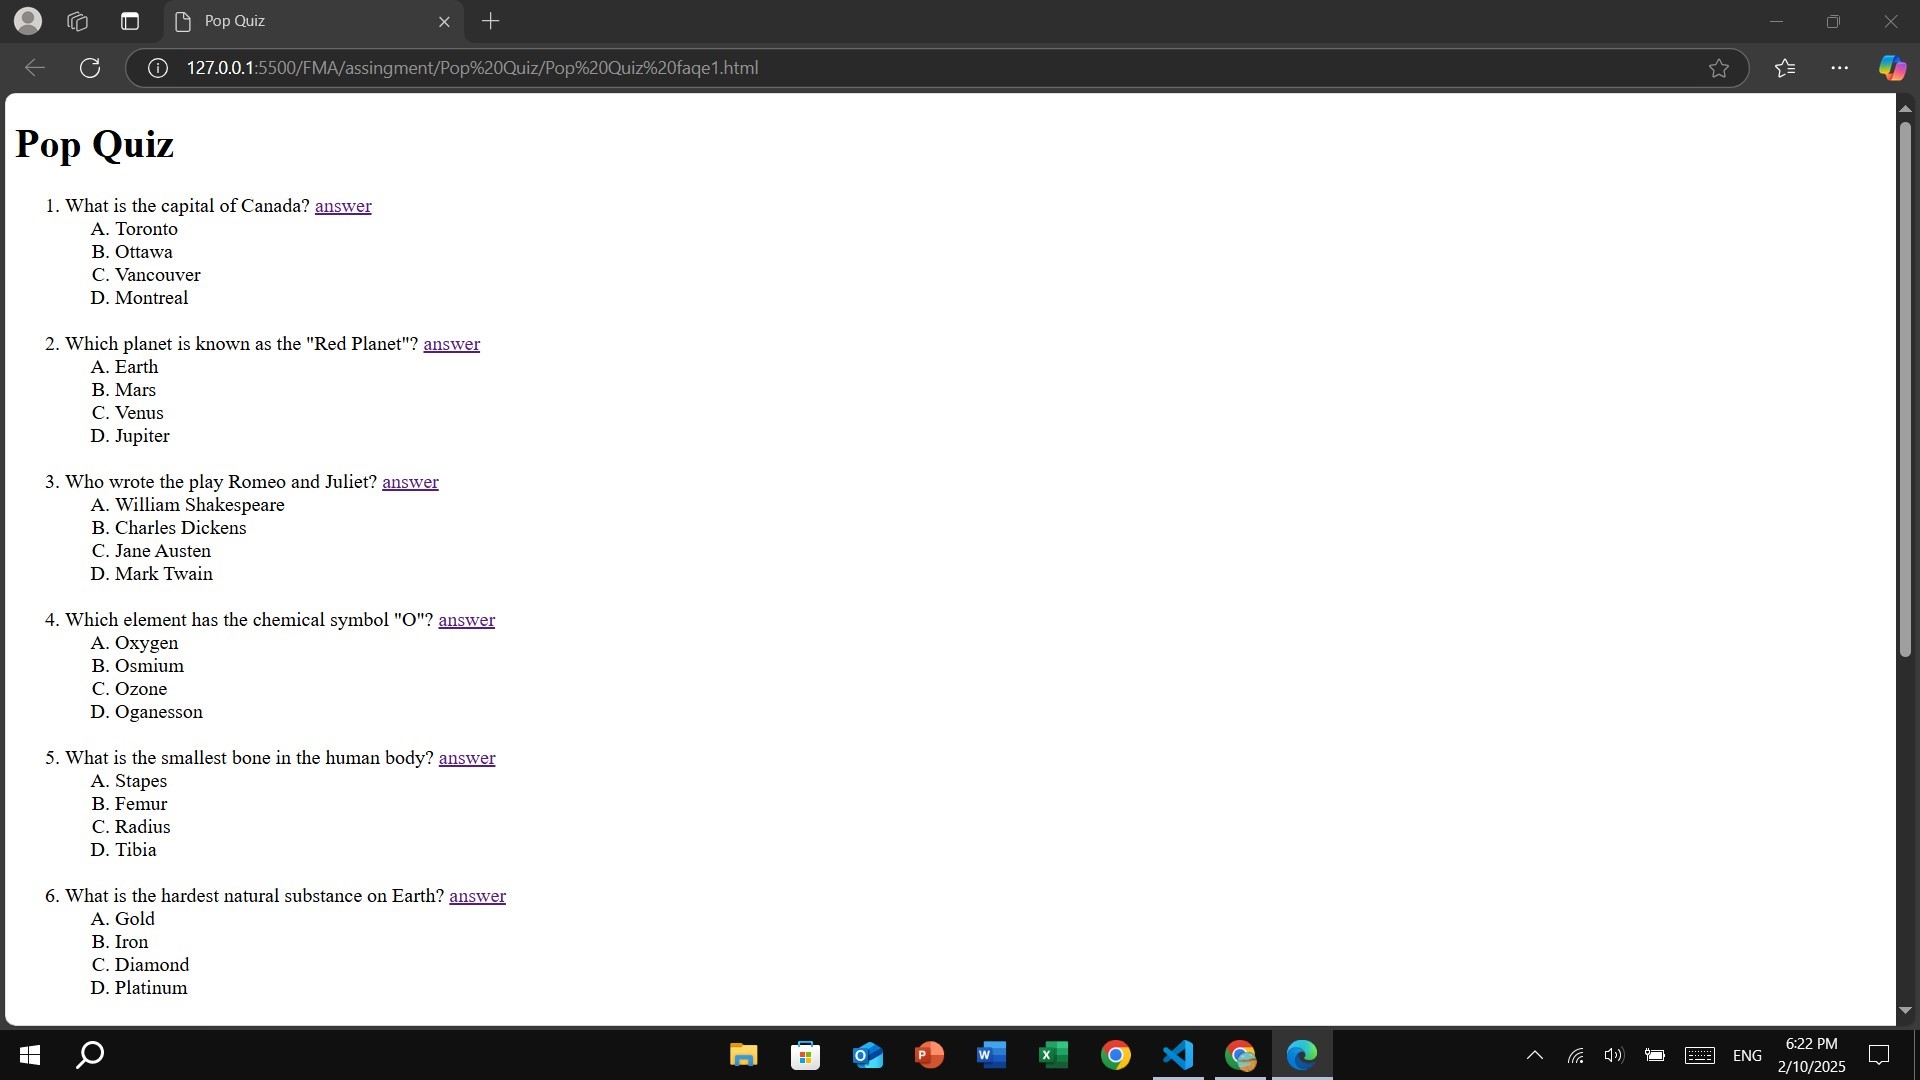 Pop Quiz
127.0.0.1:5500/FMA/assingment/Pop%20Quiz/Pop%20Quiz%20faqe1.html
Pop Quiz
1. What is the capital of Canada? answer
A. Toronto
B. Ottawa
C. Vancouver
D. Montreal
2. Which planet is known as the "Red Planet"? answer
A. Earth
B. Mars
C. Venus
D. Jupiter
3. Who wrote the play Romeo and Juliet? answer
A. William Shakespeare
B. Charles Dickens
C. Jane Austen
D. Mark Twain
4. Which element has the chemical symbol "O"? answer
A. Oxygen
B. Osmium
C. Ozone
D. Oganesson
5. What is the smallest bone in the human body? answer
A. Stapes
B. Femur
C. Radius
D. Tibia
6. What is the hardest natural substance on Earth? answer
A. Gold
B. Iron
C. Diamond
D. Platinum
ENG
6:22 PM
2/10/2025